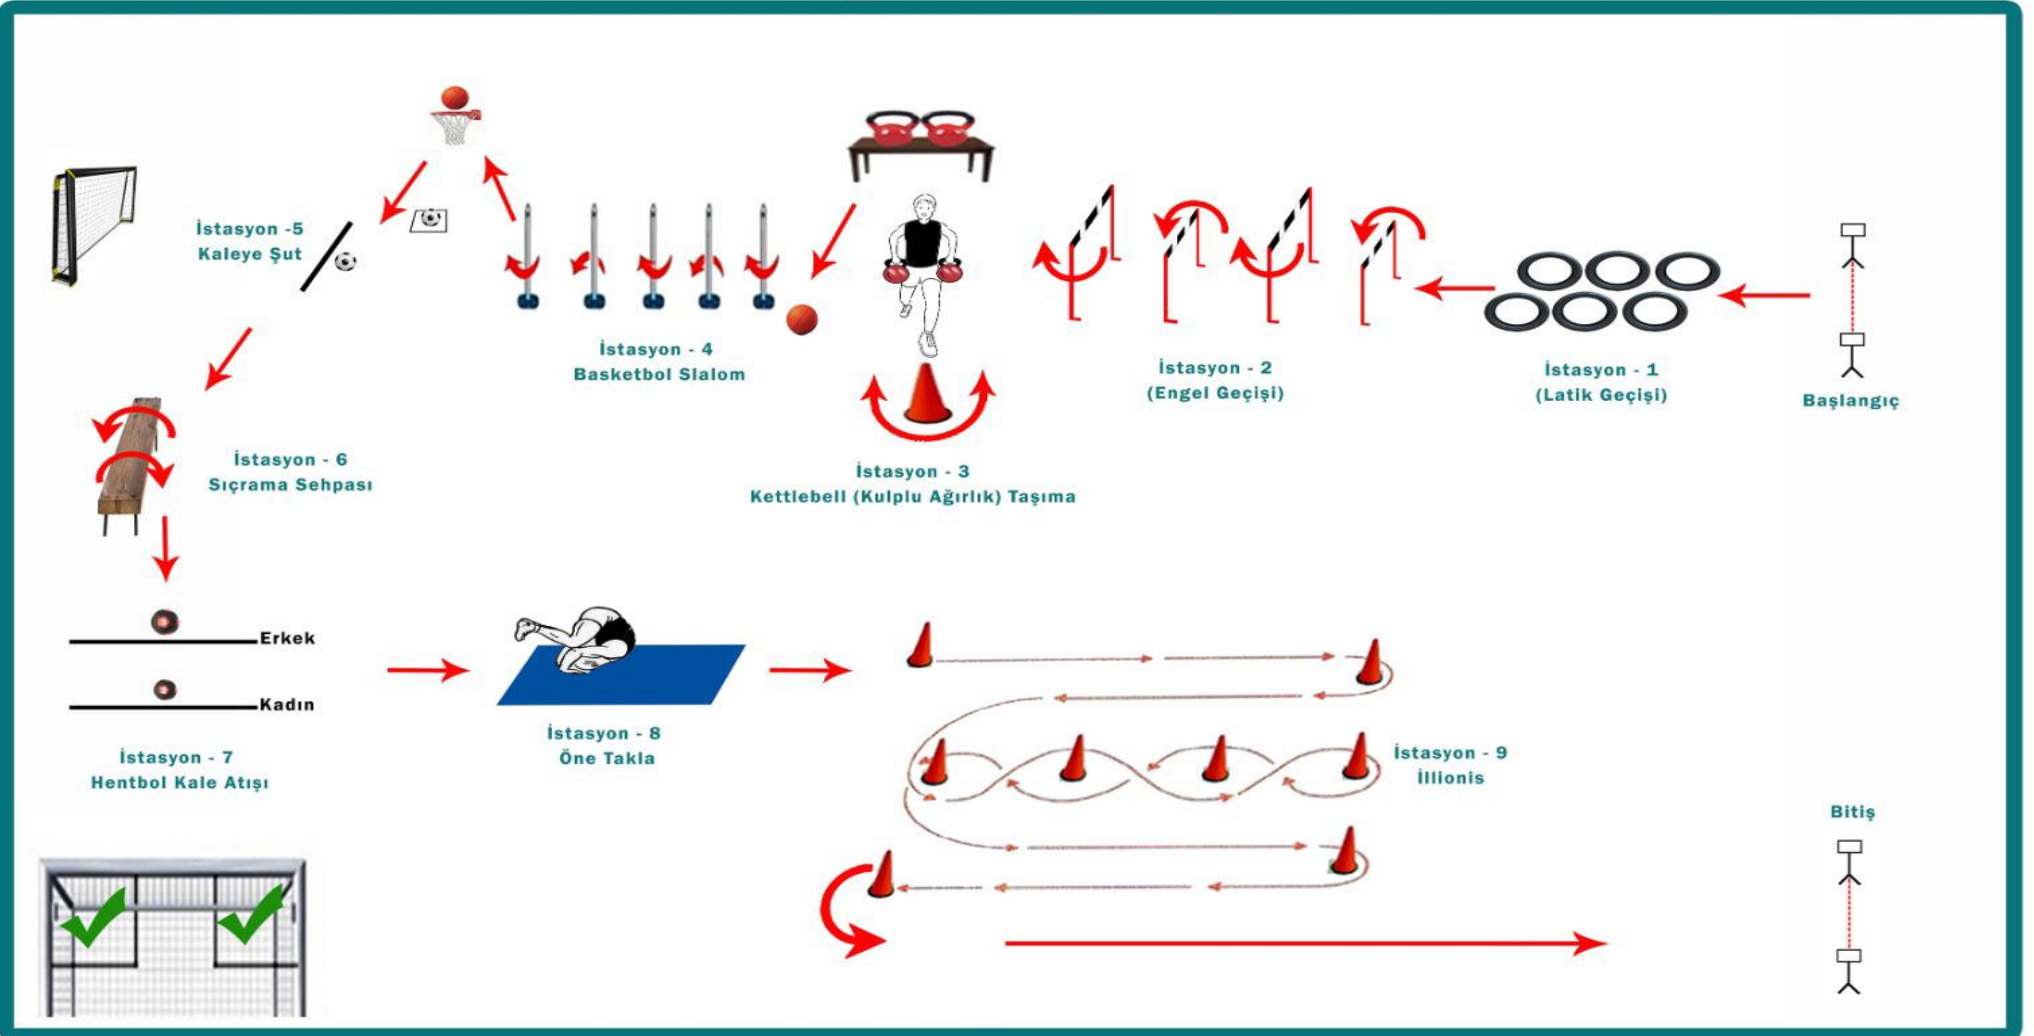 Başlangıç
İstasyon - 1
(Latik Geçişi)
İstasyon - 2
(Engel Geçişi)
İstasyon - 3
Kettlebell (Kulplu Ağırlık) Taşıma
İstasyon - 4
Basketbol Slalom
İstasyon -5
Kaleye Şut
İstasyon - 6
Sıçrama Sehpası
Erkek
Kadın
İstasyon - 7
Hentbol Kale Atışı
İstasyon - 8
Öne Takla
İstasyon - 9
İllionis
Bitiş